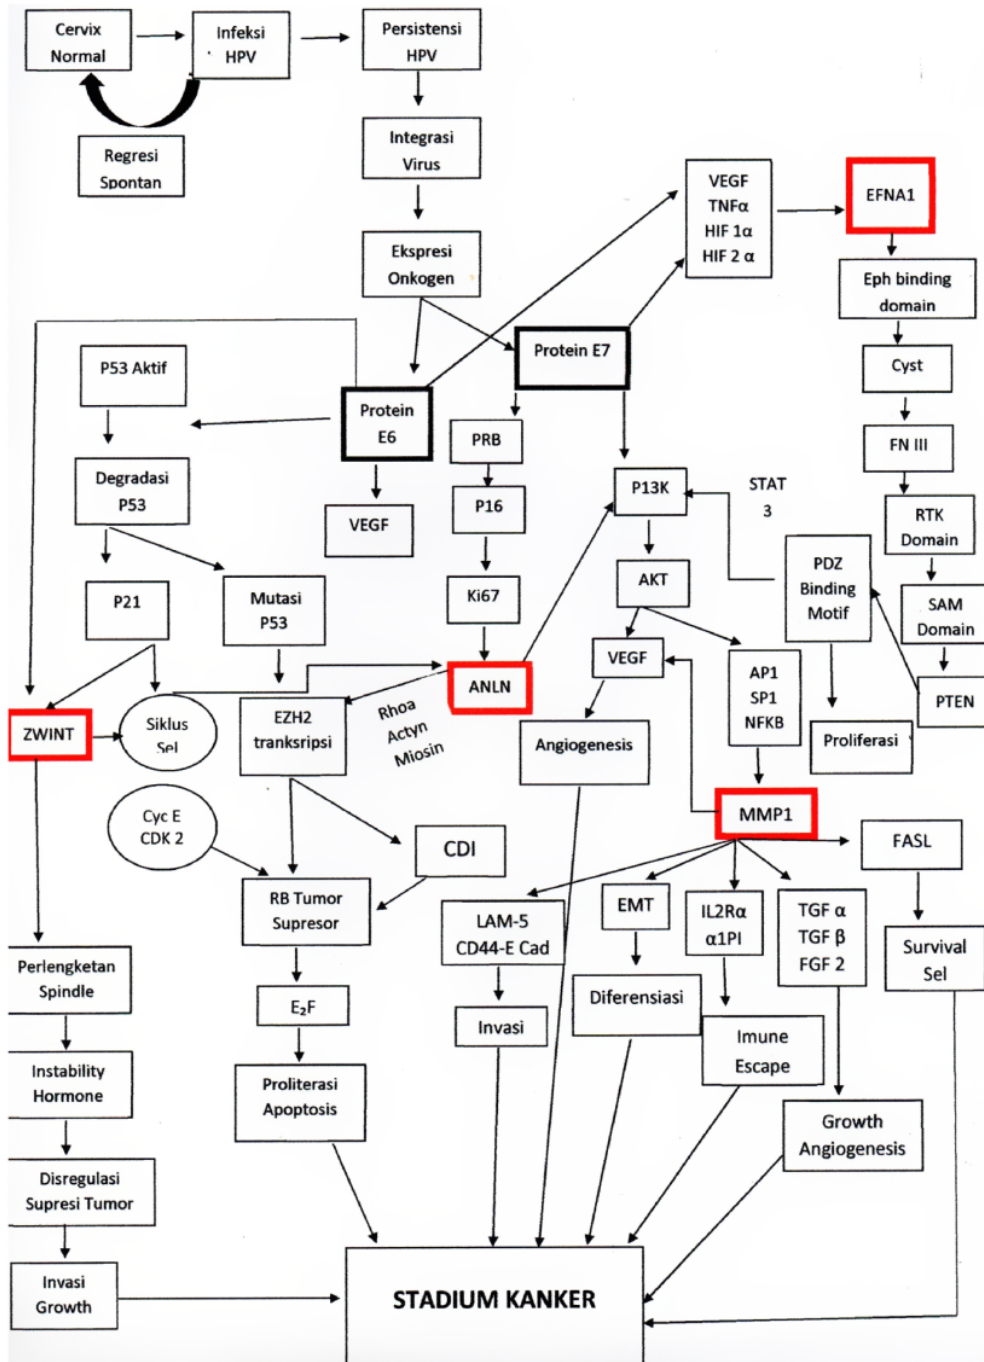 Cervix
Normal
Infeksi
HPV
Persistensi
HPV
Regresi
Spontan
Integrasi
Virus
VEGF
TNFα
HIF 1α
HIF 2 α
EFNA1
Ekspresi
Onkogen
Eph binding
domain
P53 Aktif
Protein E7
Cyst
Protein
E6
PRB
FN III
Degradasi
P53
VEGF
P16
P13K
STAT
3
RTK
Domain
P21
Mutasi
P53
Ki67
AKT
PDZ
Binding
Motif
SAM
Domain
ZWINT
Siklus
Sel
EZH2
tranksripsi
Rhoa
Actyn
Miosin
ANLN
VEGF
AP1
SP1
NFKB
PTEN
Angiogenesis
Proliferasi
Cyc E
CDK 2
CDI
MMP1
FASL
RB Tumor
Supresor
LAM-5
CD44-E Cad
EMT
IL2Rα
α1PI
TGF α
TGF β
FGF 2
Survival
Sel
Perlengketan
Spindle
E₂F
Invasi
Diferensiasi
Imune
Escape
Instability
Hormone
Proliterasi
Apoptosis
Growth
Angiogenesis
Disregulasi
Supresi Tumor
Invasi
Growth
STADIUM KANKER